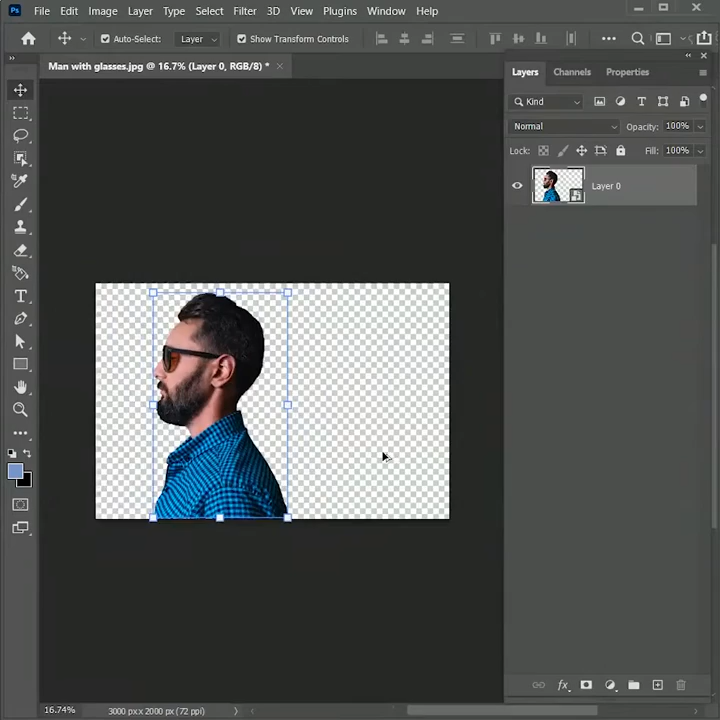 Ps File Edit Image Layer Type Select Filter 3D View Plugins Window Help
Auto-Select: Layer Show Transform Controls
Man with glasses.jpg @ 16.7% (Layer 0, RGB/8) *
Layers Channels Properties
Kind
Normal Opacity: 100%
Lock: Fill: 100%
Layer 0
fx
16.74% 3000 px x 2000 px (72 ppi)